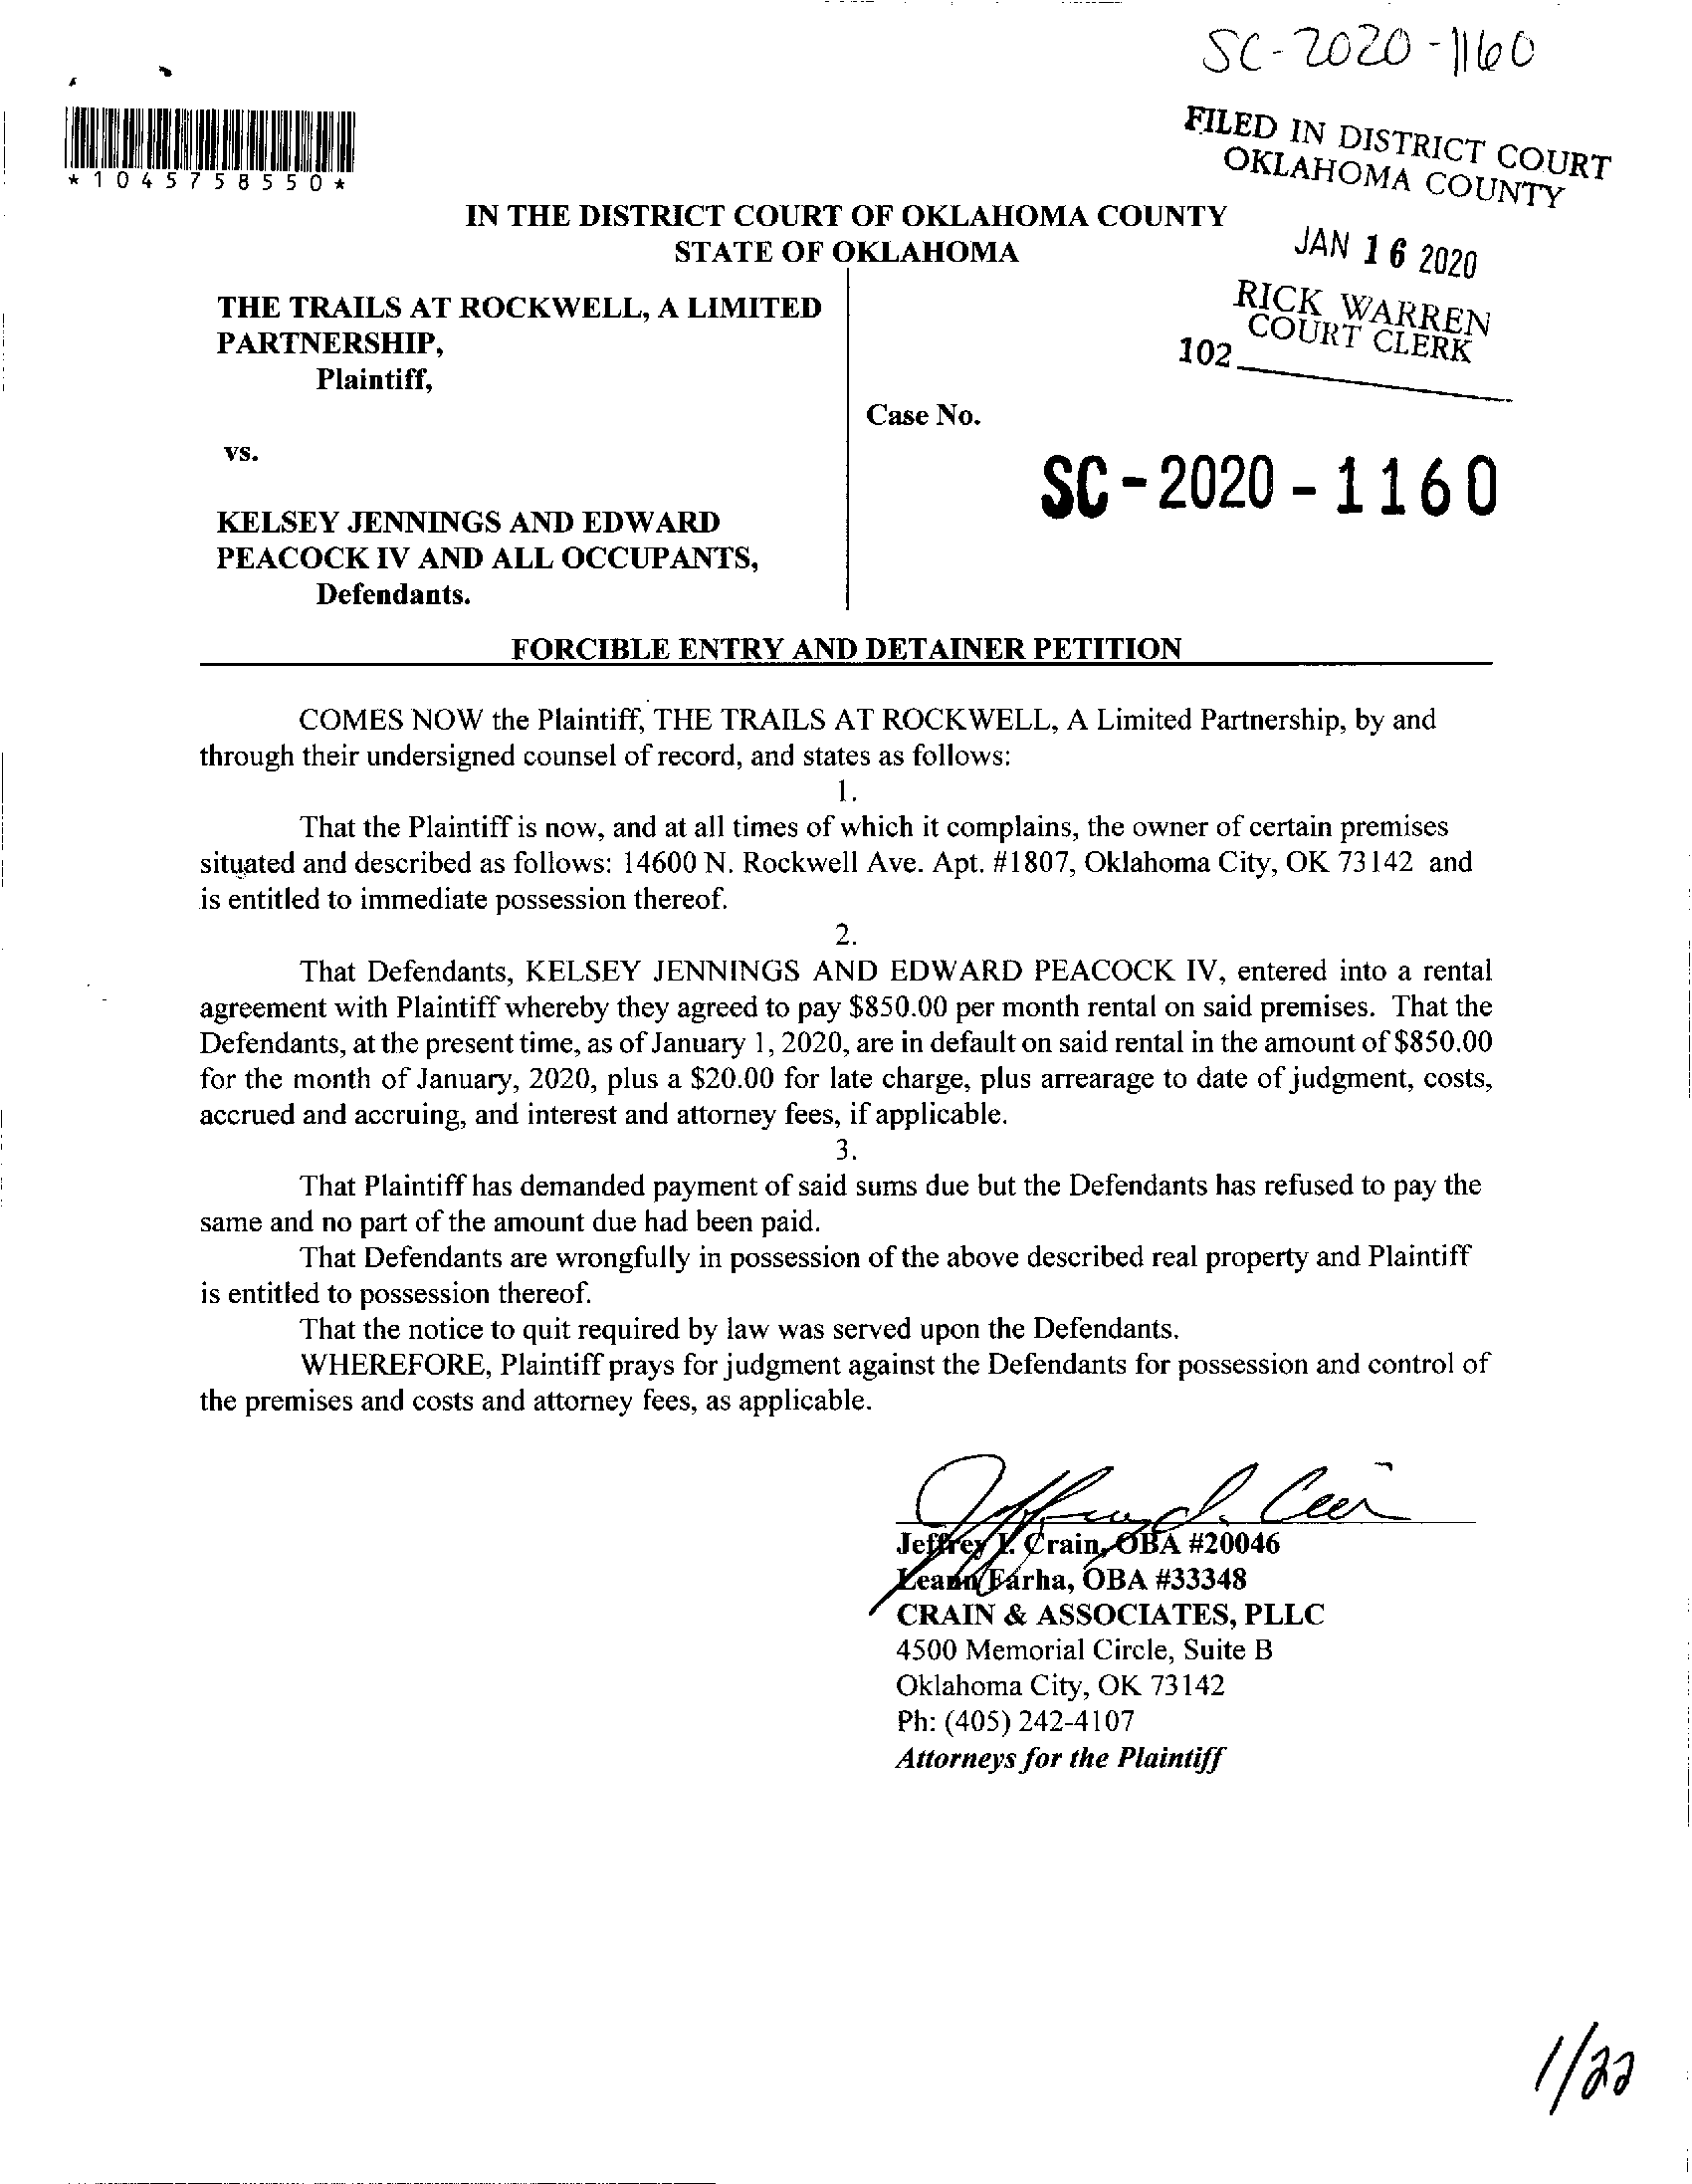 SC-2020-1160
*1045758550*
FILED IN DISTRICT COURT
OKLAHOMA COUNTY
IN THE DISTRICT COURT OF OKLAHOMA COUNTY
STATE OF OKLAHOMA
JAN 16 2020
RICK WARREN
COURT CLERK
102
THE TRAILS AT ROCKWELL, A LIMITED
PARTNERSHIP,
Plaintiff,
Case No.
vs.
SC-2020-1160
KELSEY JENNINGS AND EDWARD
PEACOCK IV AND ALL OCCUPANTS,
Defendants.
FORCIBLE ENTRY AND DETAINER PETITION
COMES NOW the Plaintiff, THE TRAILS AT ROCKWELL, A Limited Partnership, by and
through their undersigned counsel of record, and states as follows:
1.
That the Plaintiff is now, and at all times of which it complains, the owner of certain premises
situated and described as follows: 14600 N. Rockwell Ave. Apt. #1807, Oklahoma City, OK 73142 and
is entitled to immediate possession thereof.
2.
That Defendants, KELSEY JENNINGS AND EDWARD PEACOCK IV, entered into a rental
agreement with Plaintiff whereby they agreed to pay $850.00 per month rental on said premises. That the
Defendants, at the present time, as of January 1, 2020, are in default on said rental in the amount of $850.00
for the month of January, 2020, plus a $20.00 for late charge, plus arrearage to date of judgment, costs,
accrued and accruing, and interest and attorney fees, if applicable.
3.
That Plaintiff has demanded payment of said sums due but the Defendants has refused to pay the
same and no part of the amount due had been paid.
That Defendants are wrongfully in possession of the above described real property and Plaintiff
is entitled to possession thereof.
That the notice to quit required by law was served upon the Defendants.
WHEREFORE, Plaintiff prays for judgment against the Defendants for possession and control of
the premises and costs and attorney fees, as applicable.
Jeffrey Crain, OBA #20046
Leann Farha, OBA #33348
CRAIN & ASSOCIATES, PLLC
4500 Memorial Circle, Suite B
Oklahoma City, OK 73142
Ph: (405) 242-4107
Attorneys for the Plaintiff
1/22